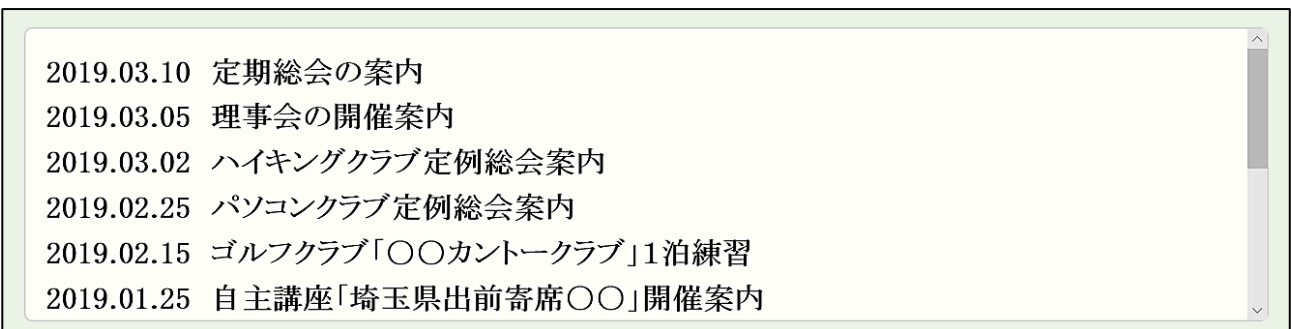 2019.03.10 定期総会の案内
2019.03.05 理事会の開催案内
2019.03.02 ハイキングクラブ定例総会案内
2019.02.25 パソコンクラブ定例総会案内
2019.02.15 ゴルフクラブ「〇〇カントークラブ」1泊練習
2019.01.25 自主講座「埼玉県出前寄席〇〇」開催案内